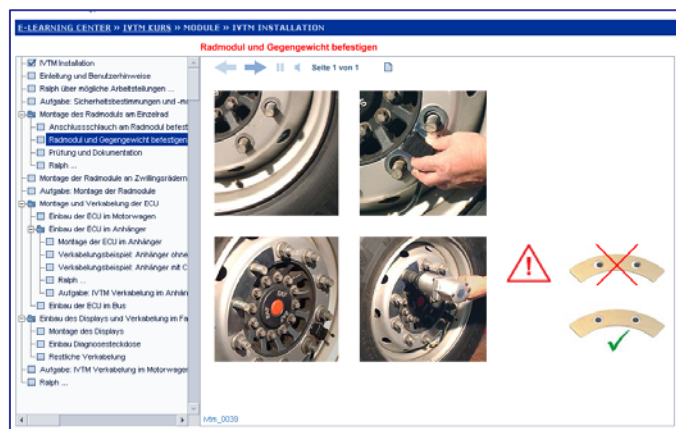 E-LEARNING CENTER » IVTM KURS » MODULE » IVTM INSTALLATION
Radmodul und Gegengewicht befestigen
Seite 1 von 1
IVTM Installation
Einleitung und Benutzerhinweise
Ralph über mögliche Arbeitsteilungen ...
Aufgabe: Sicherheitsbestimmungen und -m
Montage des Radmoduls am Einzelrad
Anschlussschlauch am Radmodul befest
Radmodul und Gegengewicht befestigen
Prüfung und Dokumentation
Ralph ...
Montage der Radmodule an Zwillingsrädern
Aufgabe: Montage der Radmodule
Montage und Verkabelung der ECU
Einbau der ECU im Motorwagen
Einbau der ECU im Anhänger
Montage der ECU im Anhänger
Verkabelungsbeispiel: Anhänger ohne
Verkabelungsbeispiel: Anhänger mit C
Ralph ...
Aufgabe: IVTM Verkabelung im Anhän
Einbau der ECU im Bus
Einbau des Displays und Verkabelung im Fa
Montage des Displays
Einbau Diagnosesteckdose
Restliche Verkabelung
Aufgabe: IVTM Verkabelung im Motorwagen
Ralph ...
ivtm_0039